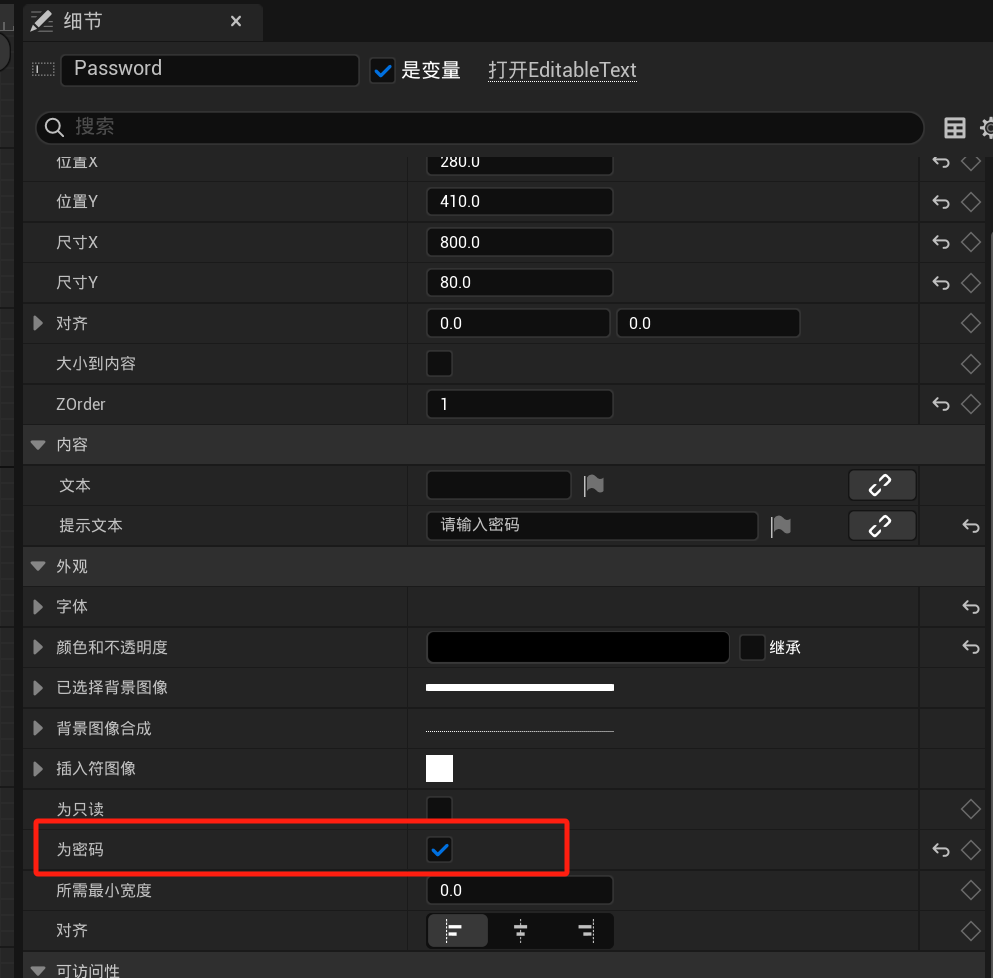 细节
Password
是变量
打开EditableText
搜索
位置X 280.0
位置Y 410.0
尺寸X 800.0
尺寸Y 80.0
对齐 0.0 0.0
大小到内容
ZOrder 1
内容
文本
提示文本 请输入密码
外观
字体
颜色和不透明度 继承
已选择背景图像
背景图像合成
插入符图像
为只读
为密码
所需最小宽度 0.0
对齐
可访问性